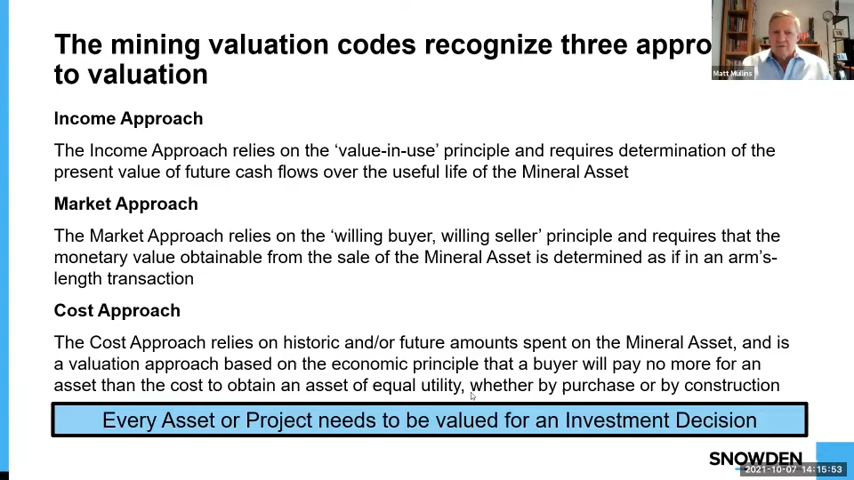 The mining valuation codes recognize three appro
to valuation
Matt Mullins
Income Approach
The Income Approach relies on the ‘value-in-use’ principle and requires determination of the
present value of future cash flows over the useful life of the Mineral Asset
Market Approach
The Market Approach relies on the ‘willing buyer, willing seller’ principle and requires that the
monetary value obtainable from the sale of the Mineral Asset is determined as if in an arm’s-
length transaction
Cost Approach
The Cost Approach relies on historic and/or future amounts spent on the Mineral Asset, and is
a valuation approach based on the economic principle that a buyer will pay no more for an
asset than the cost to obtain an asset of equal utility, whether by purchase or by construction
Every Asset or Project needs to be valued for an Investment Decision
SNOWDEN
2021-10-07 14:15:53